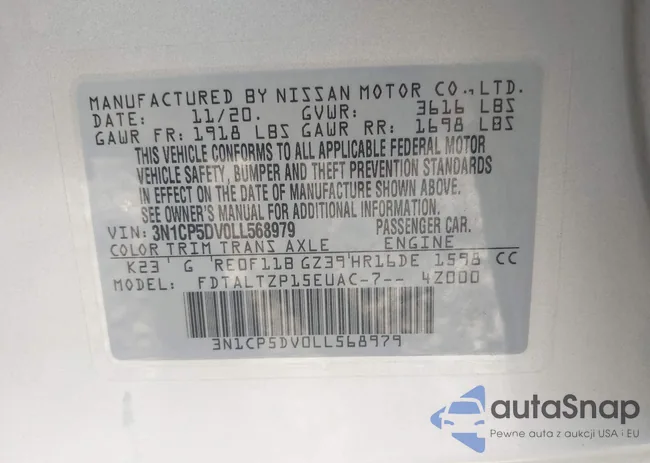 MANUFACTURED BY NISSAN MOTOR CO.,LTD.
DATE: 11/20. GVWR: 3616 LBS
GAWR FR: 1918 LBS GAWR RR: 1698 LBS
THIS VEHICLE CONFORMS TO ALL APPLICABLE FEDERAL MOTOR
VEHICLE SAFETY, BUMPER AND THEFT PREVENTION STANDARDS
IN EFFECT ON THE DATE OF MANUFACTURE SHOWN ABOVE.
SEE OWNER'S MANUAL FOR ADDITIONAL INFORMATION.
VIN: 3N1CP5DV0LL568979 PASSENGER CAR.
COLOR TRIM TRANS AXLE ENGINE
K23 G RE0F11B GZ39 HR16DE 1598 CC
MODEL: FDTALTZP15EUAC-7-- 4Z000
3N1CP5DV0LL568979
autaSnap
Pewne auta z aukcji USA i EU